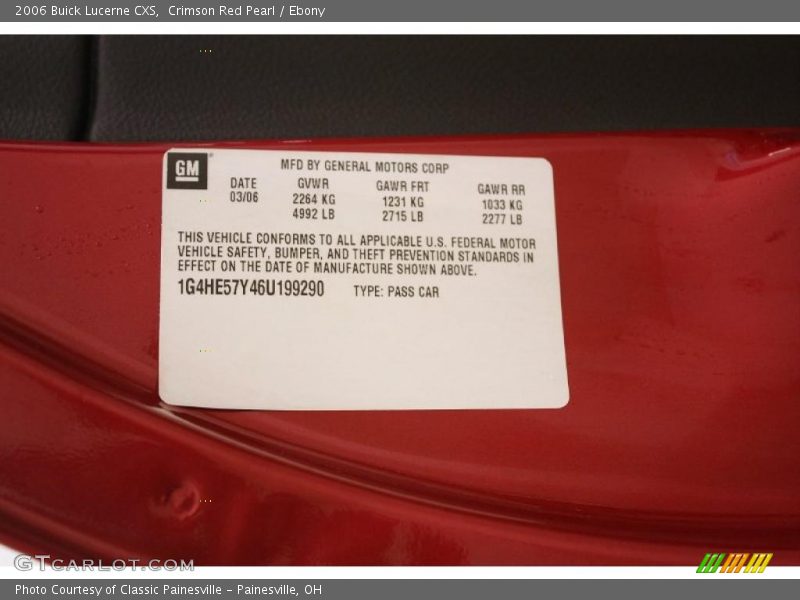 2006 Buick Lucerne CXS,  Crimson Red Pearl / Ebony
GM
MFD BY GENERAL MOTORS CORP
DATE GVWR GAWR FRT GAWR RR
03/06 2264 KG 1231 KG 1033 KG
4992 LB 2715 LB 2277 LB
THIS VEHICLE CONFORMS TO ALL APPLICABLE U.S. FEDERAL MOTOR
VEHICLE SAFETY, BUMPER, AND THEFT PREVENTION STANDARDS IN
EFFECT ON THE DATE OF MANUFACTURE SHOWN ABOVE.
1G4HE57Y46U199290 TYPE: PASS CAR
GTCARLOT.COM
Photo Courtesy of Classic Painesville - Painesville, OH